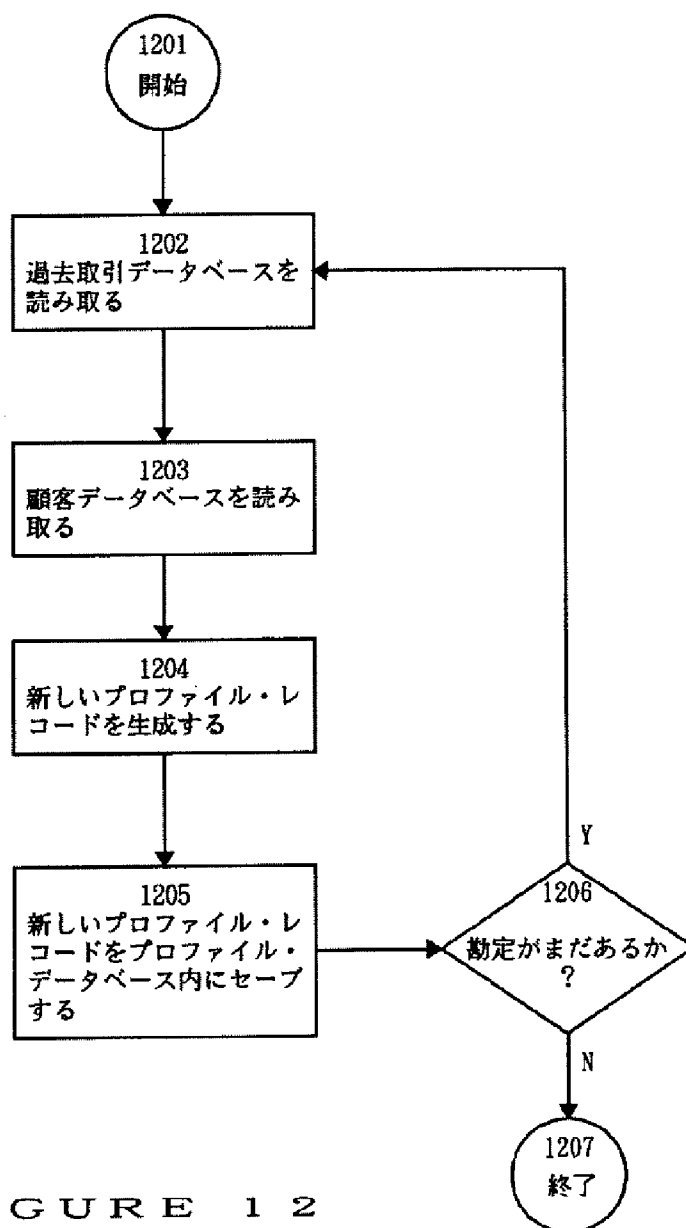 1201
開始
1202
過去取引データベースを
読み取る
1203
顧客データベースを読み
取る
1204
新しいプロファイル・レ
コードを生成する
1205
新しいプロファイル・レ
コードをプロファイル・
データベース内にセーブ
する
Y
1206
勘定がまだあるか
?
N
1207
終了
GURE 12